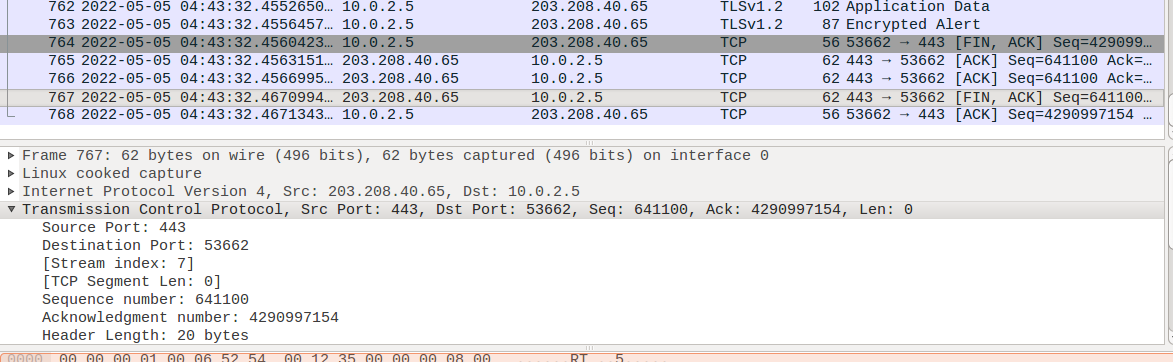 762 2022-05-05 04:43:32.4552650… 10.0.2.5 203.208.40.65 TLSv1.2 102 Application Data
763 2022-05-05 04:43:32.4556457… 10.0.2.5 203.208.40.65 TLSv1.2 87 Encrypted Alert
764 2022-05-05 04:43:32.4560423… 10.0.2.5 203.208.40.65 TCP 56 53662 → 443 [FIN, ACK] Seq=429099…
765 2022-05-05 04:43:32.4563151… 203.208.40.65 10.0.2.5 TCP 62 443 → 53662 [ACK] Seq=641100 Ack=…
766 2022-05-05 04:43:32.4566995… 203.208.40.65 10.0.2.5 TCP 62 443 → 53662 [ACK] Seq=641100 Ack=…
767 2022-05-05 04:43:32.4670994… 203.208.40.65 10.0.2.5 TCP 62 443 → 53662 [FIN, ACK] Seq=641100…
768 2022-05-05 04:43:32.4671343… 10.0.2.5 203.208.40.65 TCP 56 53662 → 443 [ACK] Seq=4290997154 …
Frame 767: 62 bytes on wire (496 bits), 62 bytes captured (496 bits) on interface 0
Linux cooked capture
Internet Protocol Version 4, Src: 203.208.40.65, Dst: 10.0.2.5
Transmission Control Protocol, Src Port: 443, Dst Port: 53662, Seq: 641100, Ack: 4290997154, Len: 0
Source Port: 443
Destination Port: 53662
[Stream index: 7]
[TCP Segment Len: 0]
Sequence number: 641100
Acknowledgment number: 4290997154
Header Length: 20 bytes
0000 00 00 00 01 00 06 52 54 00 12 35 00 00 00 08 00 ......RT ..5.....